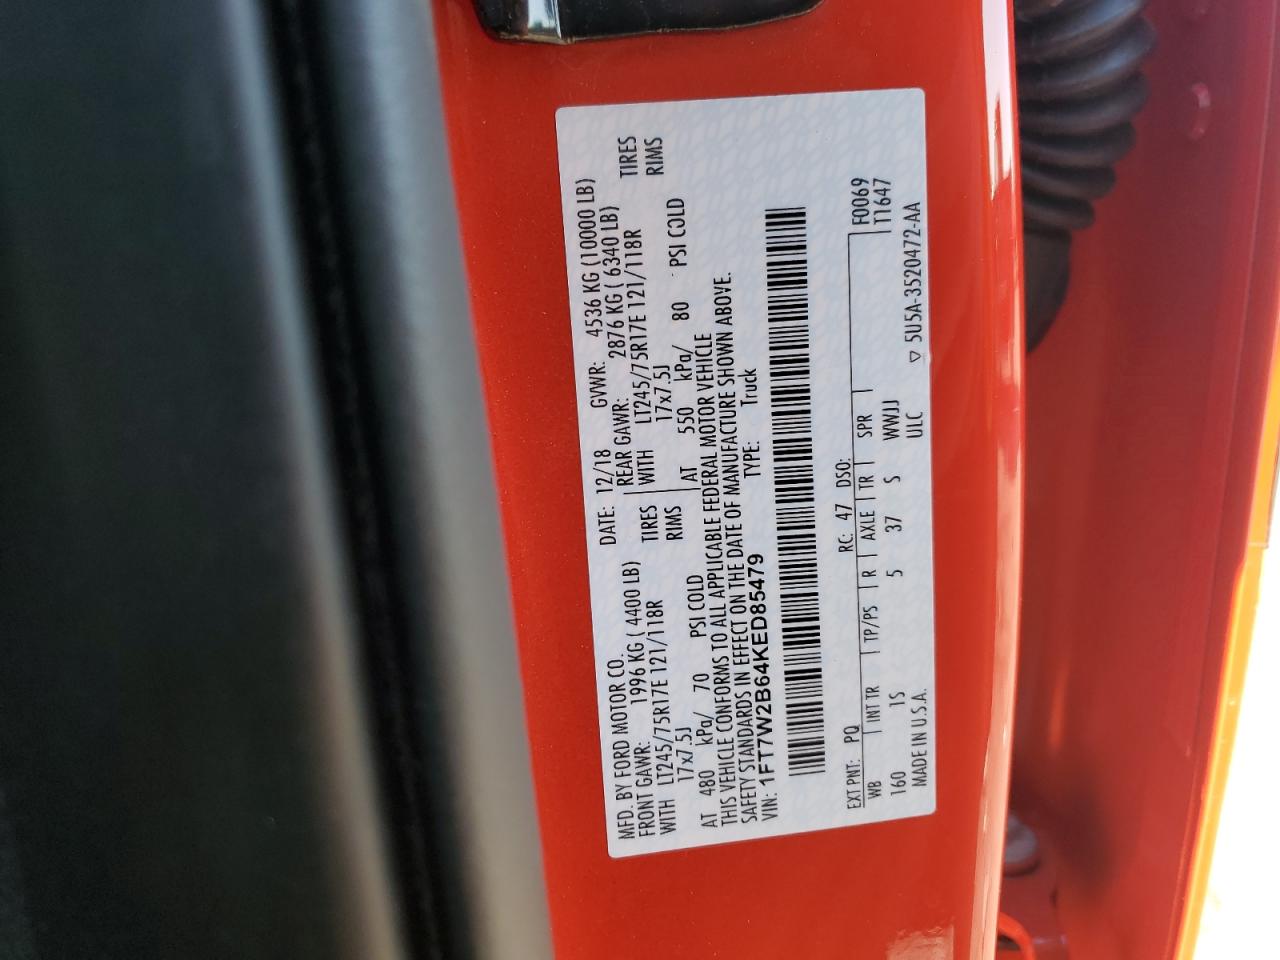 MFD. BY FORD MOTOR CO.
DATE: 12/18 GVWR: 4536 KG (10000 LB)
FRONT GAWR: 1996 KG ( 4400 LB)
REAR GAWR: 2876 KG ( 6340 LB)
WITH LT245/75R17E 121/118R TIRES
WITH LT245/75R17E 121/118R TIRES
17x7.5J RIMS
17x7.5J RIMS
AT 480 kPa/ 70 PSI COLD
AT 550 kPa/ 80 PSI COLD
THIS VEHICLE CONFORMS TO ALL APPLICABLE FEDERAL MOTOR VEHICLE
SAFETY STANDARDS IN EFFECT ON THE DATE OF MANUFACTURE SHOWN ABOVE.
VIN: 1FT7W2B64KED85479 TYPE: Truck
EXT PNT: PQ RC: 47 DSO: F0069
WB INT TR TP/PS R AXLE TR SPR T1647
160 IS 5 37 S WWJJ
MADE IN U.S.A. ULC ▽ 5U5A-3520472-AA